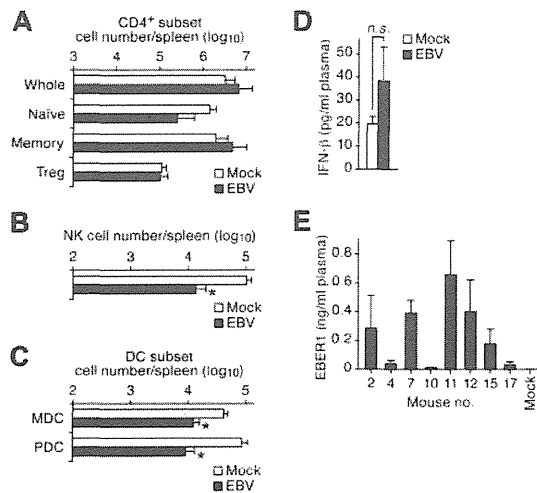 A
CD4+ subset
cell number/spleen (log10)
3 4 5 6 7
Whole
Naïve
Memory
Treg
Mock
EBV
B
NK cell number/spleen (log10)
2 3 4 5
Mock
EBV
*
C
DC subset
cell number/spleen (log10)
2 3 4 5
MDC
*
PDC
*
Mock
EBV
D
n.s.
Mock
EBV
IFN-β (pg/ml plasma)
50
40
30
20
10
0
E
EBER1 (ng/ml plasma)
0.8
0.6
0.4
0.2
0
2 4 7 10 11 12 15 17 Mock
Mouse no.